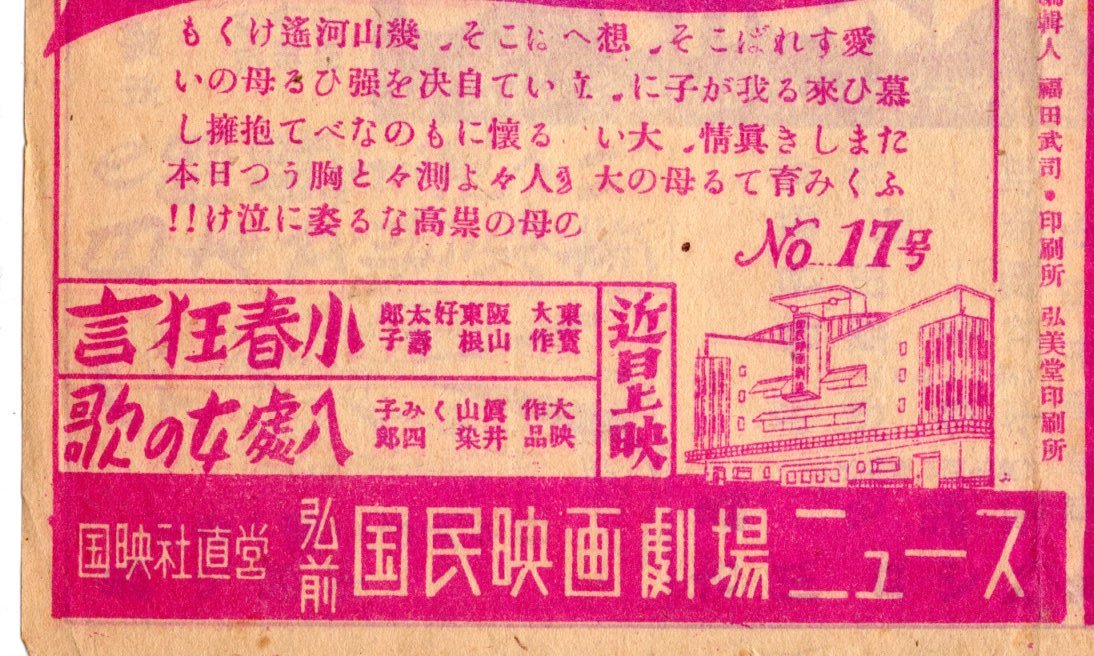 愛すればこそ、想へばこそ、幾山河遙けくも
慕ひ來る我が子に、泣いて自决を强ひる母のい
たましき眞情、大い る懐にものなべて抱擁し
ふくみ育てる母の大 人々よ々測々と胸うつ日本
の母の崇高なる姿に泣け!!
No 17号
輯人 福田武司・印刷所 弘美堂印刷所
近日上映
東寶大作
阪東好太郎
山根壽子
小春狂言
大映作品
眞山くみ子
井染四郎
八處女の歌
国映社直営
弘前
国民映画劇場ニュース